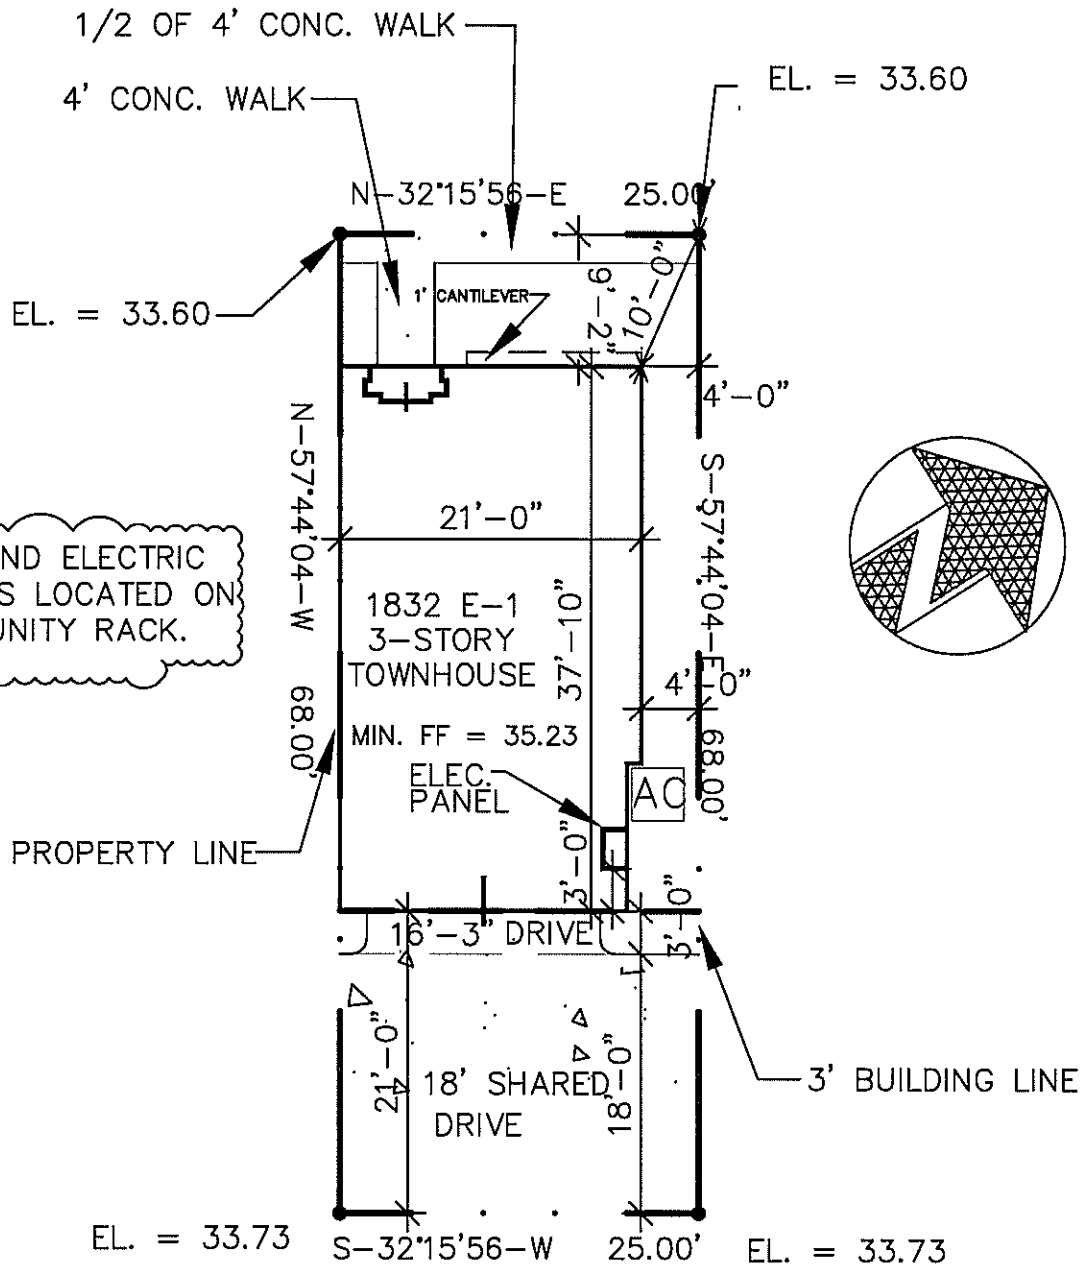 1/2 OF 4' CONC. WALK
4' CONC. WALK
EL. = 33.60
N-32°15'56-E 25.00'
EL. = 33.60
1' CANTILEVER
9'-2"
10'-0"
4'-0"
N-57°44'04-W 68.00'
S-57°44'04-E 68.00'
21'-0"
ND ELECTRIC
S LOCATED ON
UNITY RACK.
1832 E-1
3-STORY
TOWNHOUSE
37'-10"
4'-0"
MIN. FF = 35.23
ELEC.
PANEL
AC
PROPERTY LINE
3'-0"
3'-0"
16'-3" DRIVE
21'-0"
18' SHARED
DRIVE
18'-0"
3' BUILDING LINE
EL. = 33.73
S-32°15'56-W 25.00'
EL. = 33.73